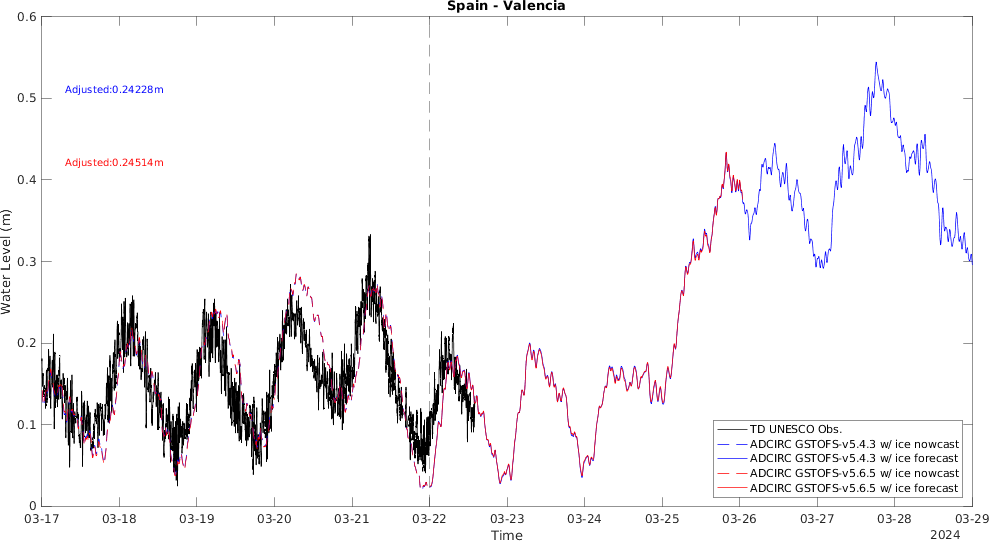 Spain - Valencia
0.6
0.5
0.4
0.3
0.2
0.1
0
Water Level (m)
Adjusted:0.24228m
Adjusted:0.24514m
TD UNESCO Obs.
ADCIRC GSTOFS-v5.4.3 w/ ice nowcast
ADCIRC GSTOFS-v5.4.3 w/ ice forecast
ADCIRC GSTOFS-v5.6.5 w/ ice nowcast
ADCIRC GSTOFS-v5.6.5 w/ ice forecast
03-17 03-18 03-19 03-20 03-21 03-22 03-23 03-24 03-25 03-26 03-27 03-28 03-29
Time
2024